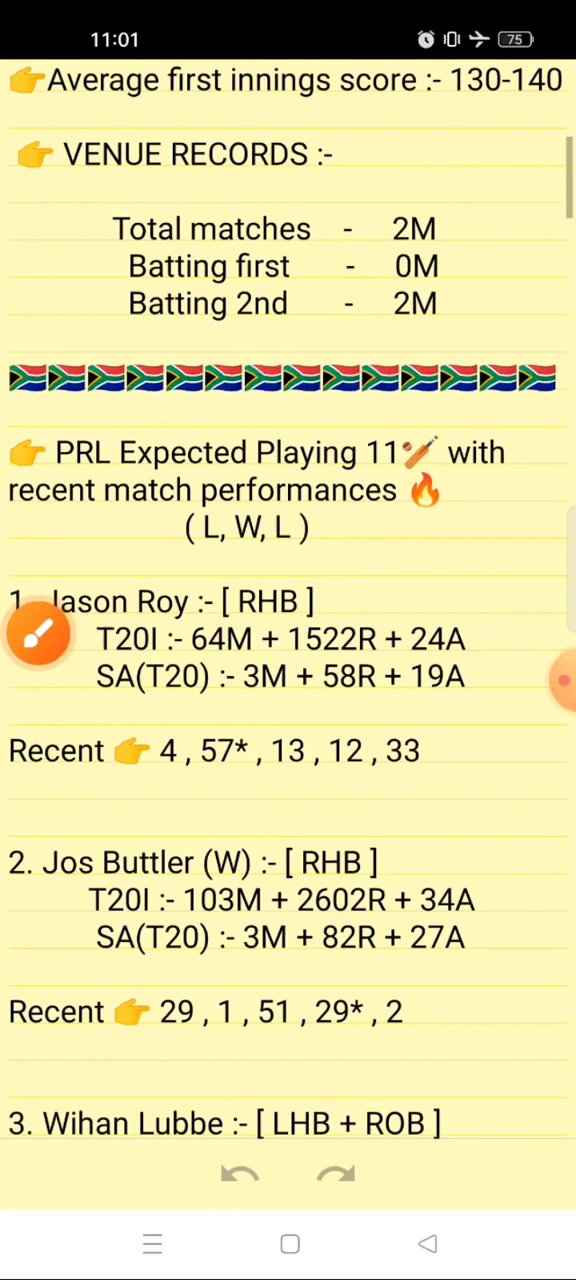 11:01
75
👉Average first innings score :- 130-140
👉 VENUE RECORDS :-
Total matches - 2M
Batting first - 0M
Batting 2nd - 2M
🇿🇦🇿🇦🇿🇦🇿🇦🇿🇦🇿🇦🇿🇦🇿🇦🇿🇦🇿🇦🇿🇦🇿🇦🇿🇦🇿🇦
👉 PRL Expected Playing 11🏏 with
recent match performances 🔥
( L, W, L )
1. Jason Roy :- [ RHB ]
T20I :- 64M + 1522R + 24A
SA(T20) :- 3M + 58R + 19A
Recent 👉 4 , 57* , 13 , 12 , 33
2. Jos Buttler (W) :- [ RHB ]
T20I :- 103M + 2602R + 34A
SA(T20) :- 3M + 82R + 27A
Recent 👉 29 , 1 , 51 , 29* , 2
3. Wihan Lubbe :- [ LHB + ROB ]